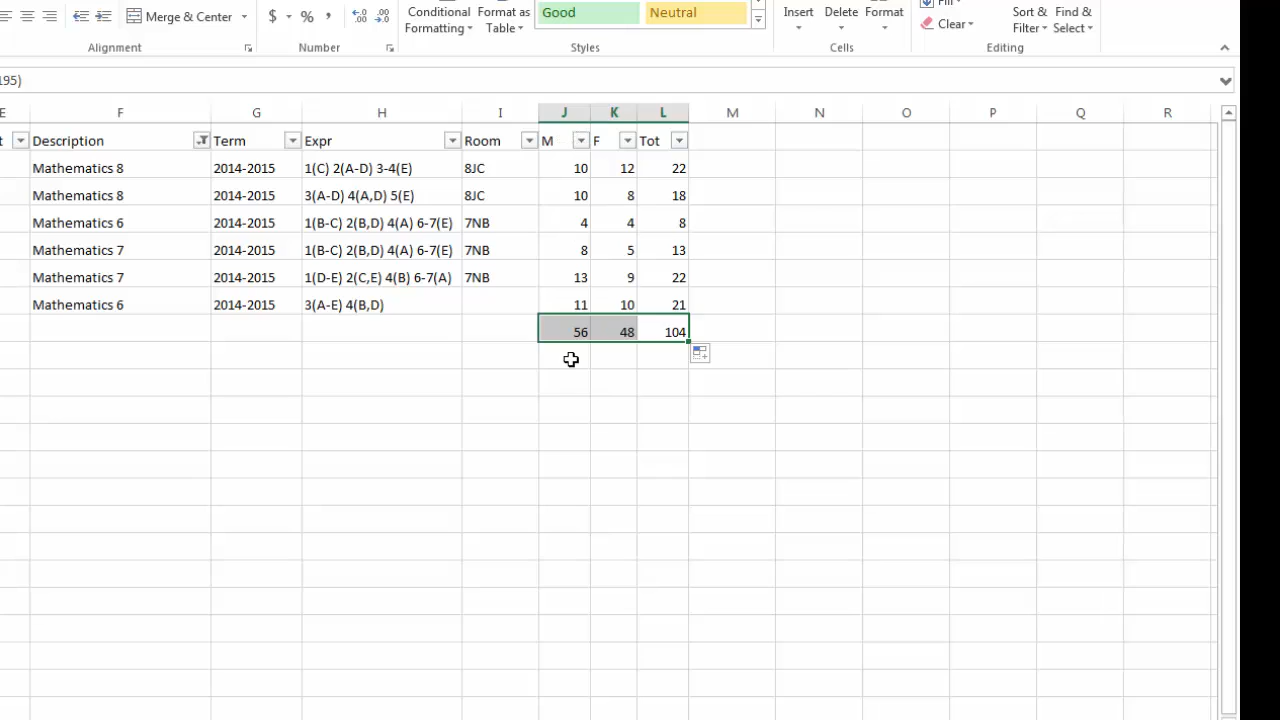 Merge & Center
$ % ,
Conditional
Formatting
Format as
Table
Good
Neutral
Insert
Delete
Format
Clear
Sort &
Filter
Find &
Select
Alignment
Number
Styles
Cells
Editing
195)
E F G H I J K L M N O P Q R
t Description Term Expr Room M F Tot
Mathematics 8 2014-2015 1(C) 2(A-D) 3-4(E) 8JC 10 12 22
Mathematics 8 2014-2015 3(A-D) 4(A,D) 5(E) 8JC 10 8 18
Mathematics 6 2014-2015 1(B-C) 2(B,D) 4(A) 6-7(E) 7NB 4 4 8
Mathematics 7 2014-2015 1(B-C) 2(B,D) 4(A) 6-7(E) 7NB 8 5 13
Mathematics 7 2014-2015 1(D-E) 2(C,E) 4(B) 6-7(A) 7NB 13 9 22
Mathematics 6 2014-2015 3(A-E) 4(B,D) 11 10 21
56 48 104